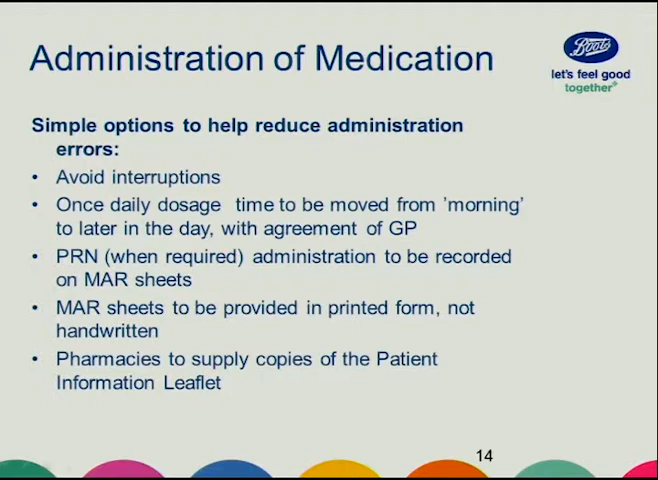 Administration of Medication
Boots
let's feel good
together
Simple options to help reduce administration
errors:
• Avoid interruptions
• Once daily dosage time to be moved from 'morning'
to later in the day, with agreement of GP
• PRN (when required) administration to be recorded
on MAR sheets
• MAR sheets to be provided in printed form, not
handwritten
• Pharmacies to supply copies of the Patient
Information Leaflet
14